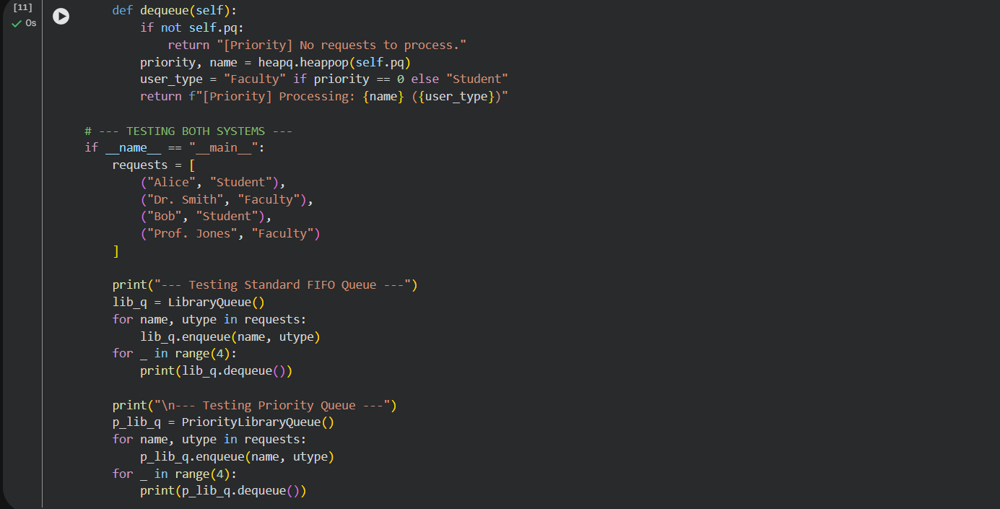 [11]
0s
def dequeue(self):
if not self.pq:
return "[Priority] No requests to process."
priority, name = heapq.heappop(self.pq)
user_type = "Faculty" if priority == 0 else "Student"
return f"[Priority] Processing: {name} ({user_type})"
# --- TESTING BOTH SYSTEMS ---
if __name__ == "__main__":
requests = [
("Alice", "Student"),
("Dr. Smith", "Faculty"),
("Bob", "Student"),
("Prof. Jones", "Faculty")
]
print("--- Testing Standard FIFO Queue ---")
lib_q = LibraryQueue()
for name, utype in requests:
lib_q.enqueue(name, utype)
for _ in range(4):
print(lib_q.dequeue())
print("\n--- Testing Priority Queue ---")
p_lib_q = PriorityLibraryQueue()
for name, utype in requests:
p_lib_q.enqueue(name, utype)
for _ in range(4):
print(p_lib_q.dequeue())